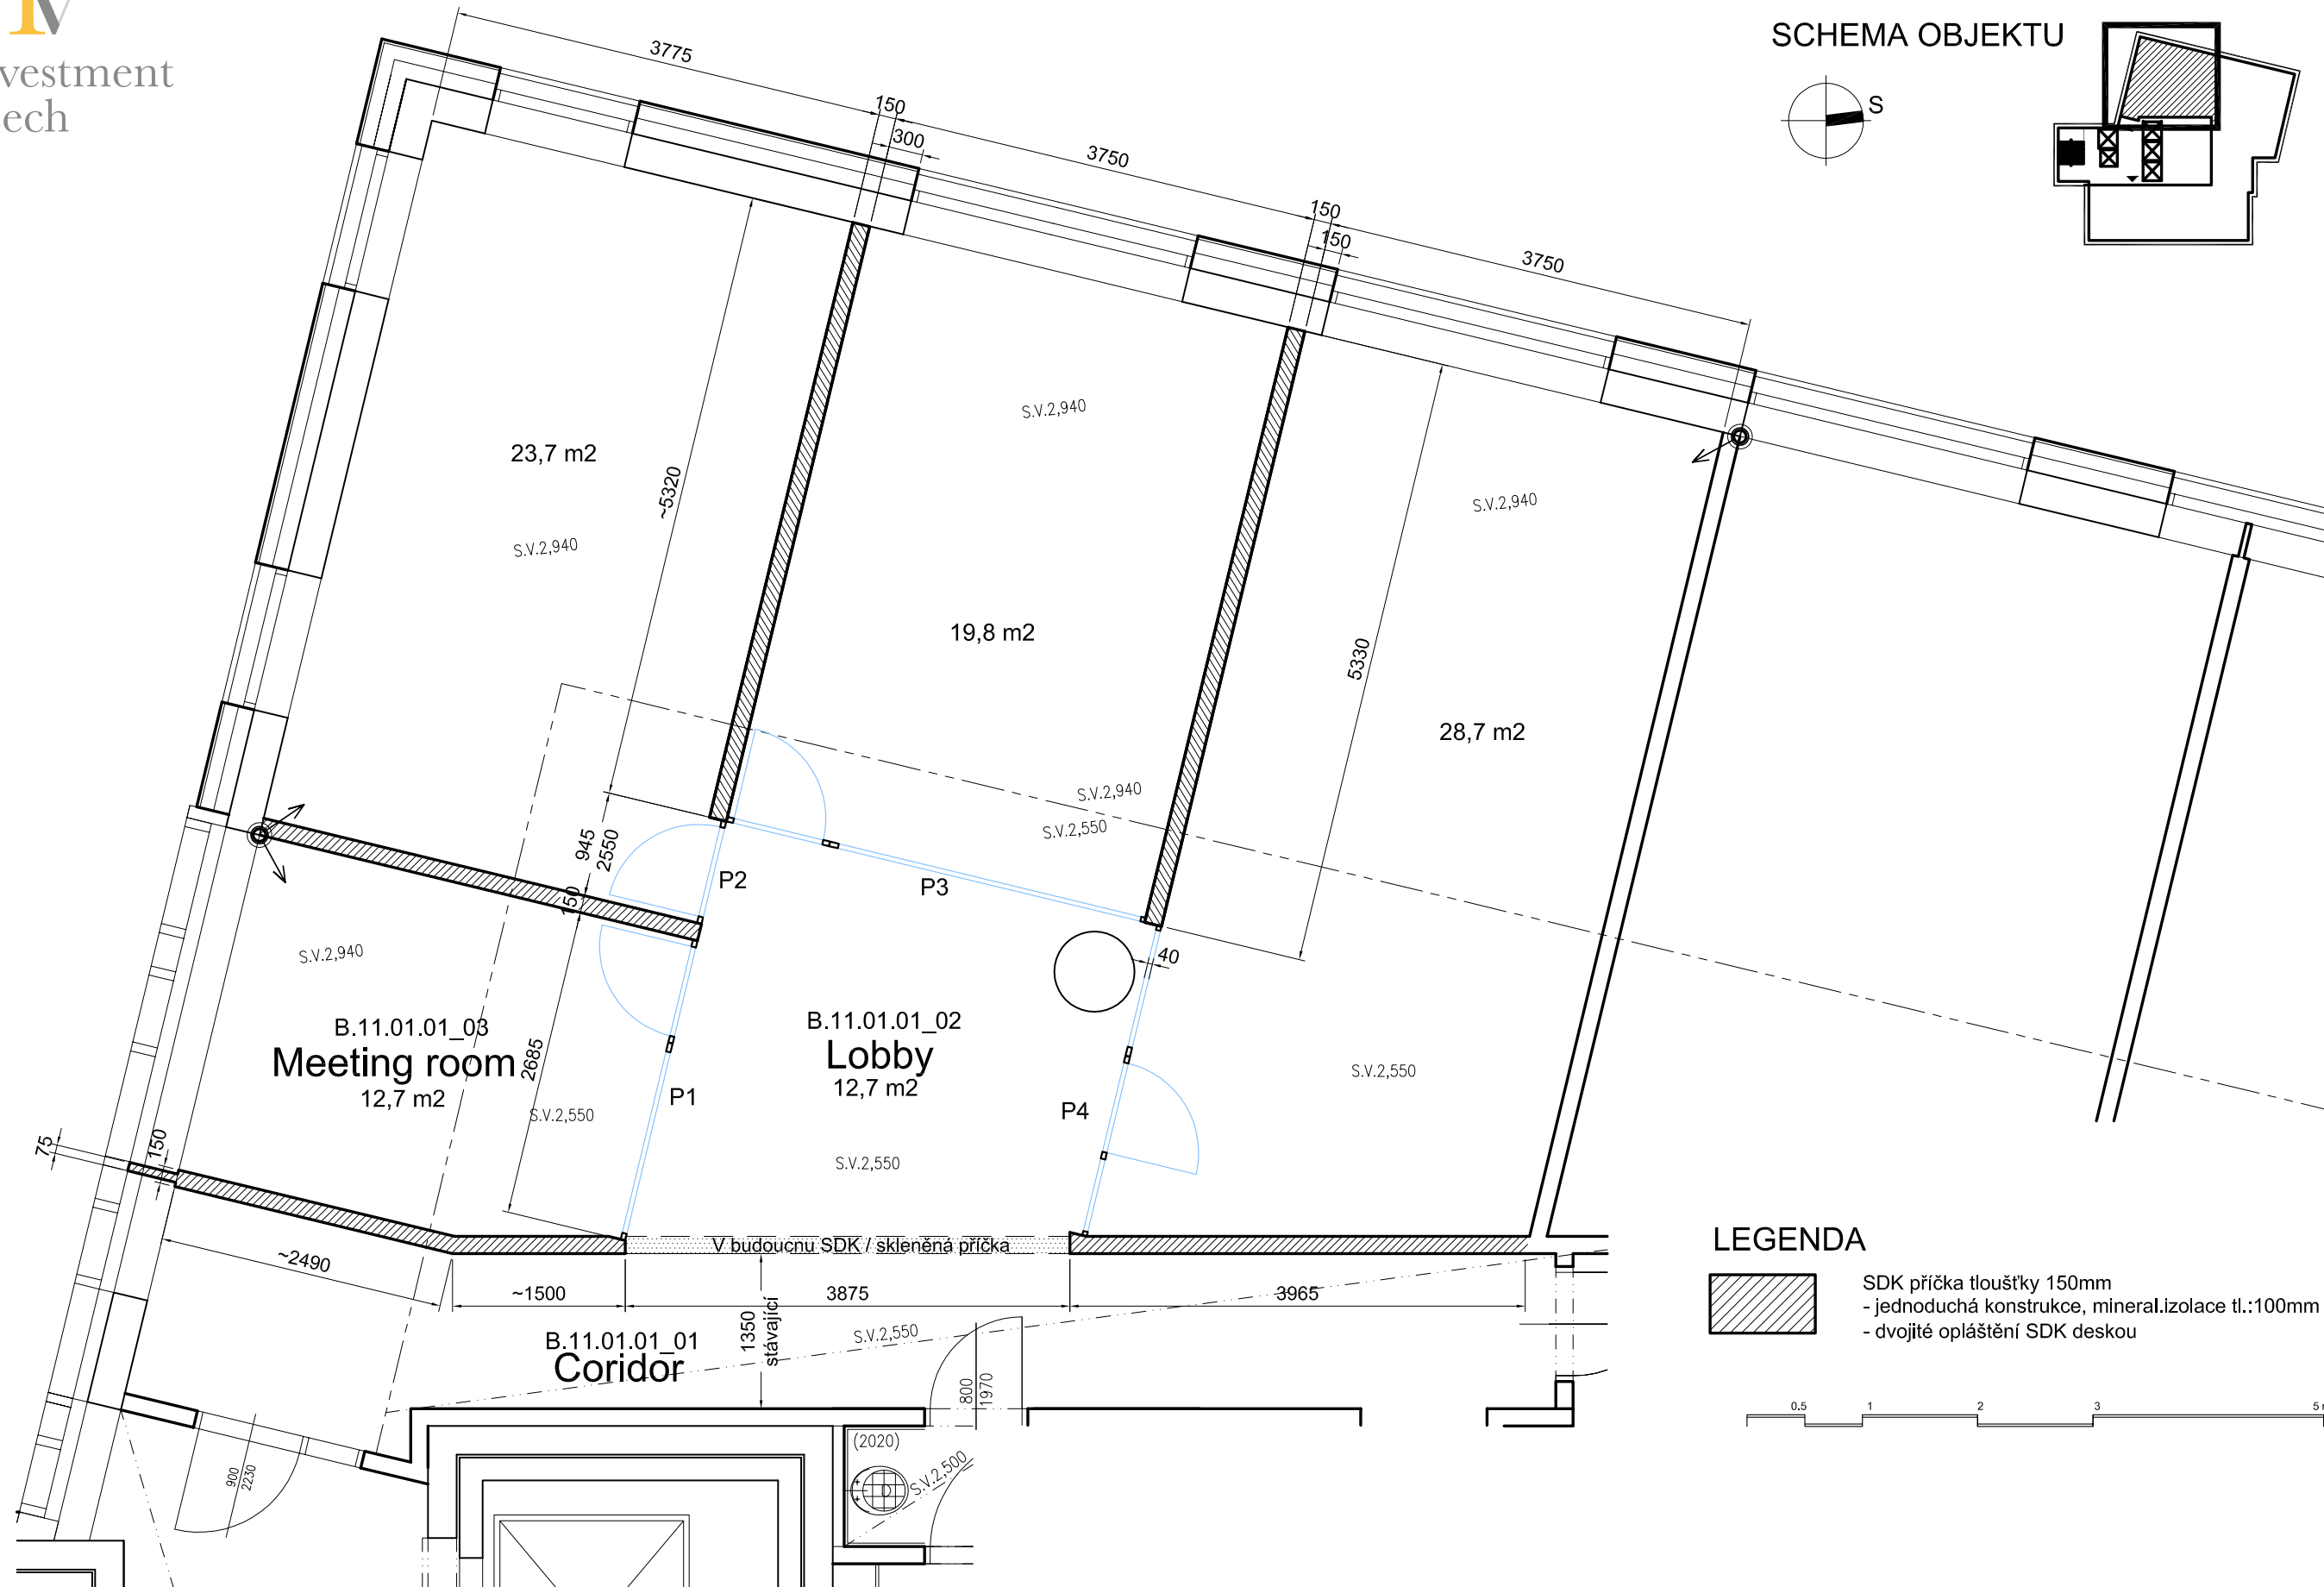 vestment
ech
SCHEMA OBJEKTU
S
3775
150
300
3750
150
150
3750
23,7 m2
S.V.2,940
~5320
S.V.2,940
19,8 m2
S.V.2,940
5330
28,7 m2
S.V.2,940
S.V.2,550
945
2550
150
P2
P3
40
S.V.2,940
B.11.01.01_03
Meeting room
12,7 m2
2685
S.V.2,550
P1
B.11.01.01_02
Lobby
12,7 m2
S.V.2,550
P4
S.V.2,550
75
150
V budoucnu SDK / skleněná příčka
~2490
~1500
3875
3965
1350
stávající
B.11.01.01_01
Coridor
S.V.2,550
800
1970
900
2230
(2020)
S.V.2,500
LEGENDA
SDK příčka tloušťky 150mm
- jednoduchá konstrukce, mineral.izolace tl.:100mm
- dvojité opláštění SDK deskou
0.5 1 2 3 5